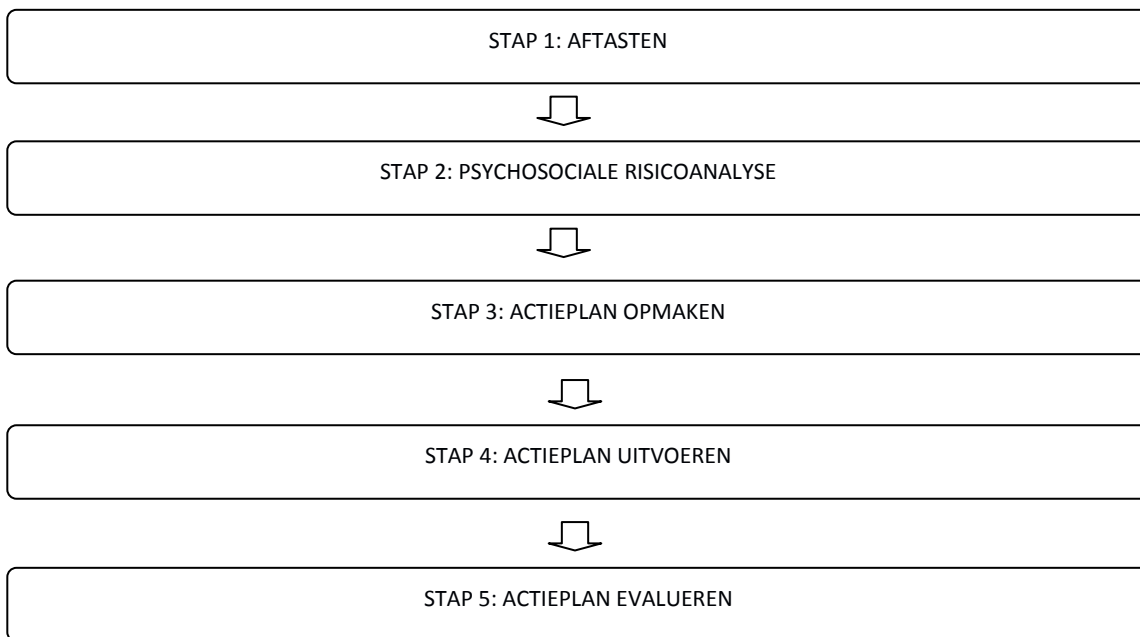 STAP 1: AFTASTEN
STAP 2: PSYCHOSOCIALE RISICOANALYSE
STAP 3: ACTIEPLAN OPMAKEN
STAP 4: ACTIEPLAN UITVOEREN
STAP 5: ACTIEPLAN EVALUEREN